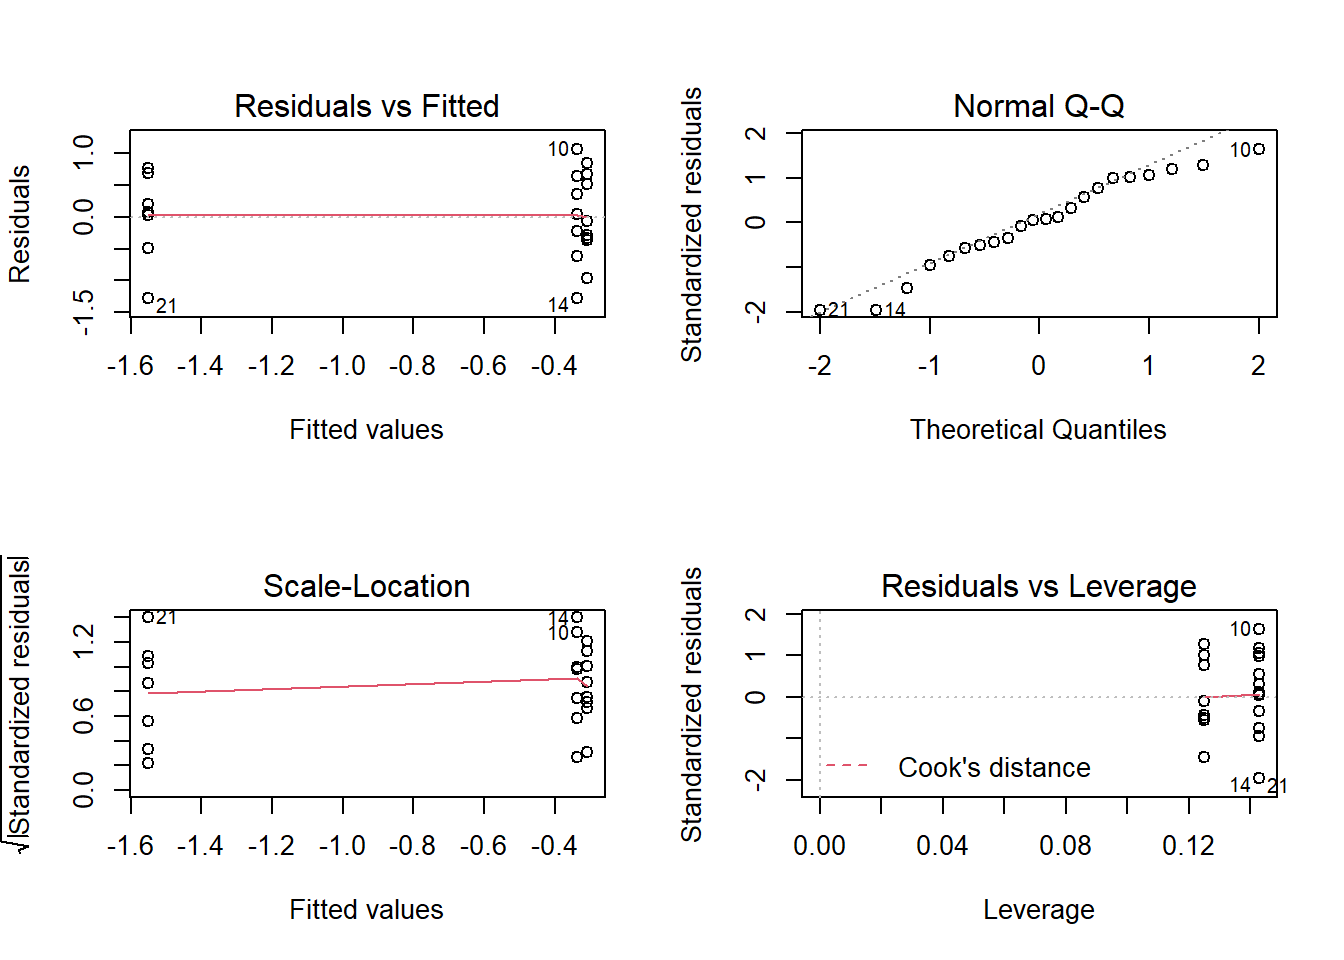 Residuals vs Fitted
Residuals
1.0
0.0
-1.5
10
14
21
-1.6 -1.4 -1.2 -1.0 -0.8 -0.6 -0.4
Fitted values
Normal Q-Q
Standardized residuals
2
1
0
-2
10
21
14
-2 -1 0 1 2
Theoretical Quantiles
Scale-Location
√|Standardized residuals|
1.2
0.6
0.0
21
14
10
-1.6 -1.4 -1.2 -1.0 -0.8 -0.6 -0.4
Fitted values
Residuals vs Leverage
Standardized residuals
2
1
0
-2
10
Cook's distance
14
21
0.00 0.04 0.08 0.12
Leverage